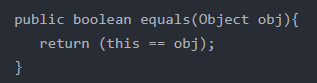 public boolean equals(Object obj){
   return (this == obj);
}